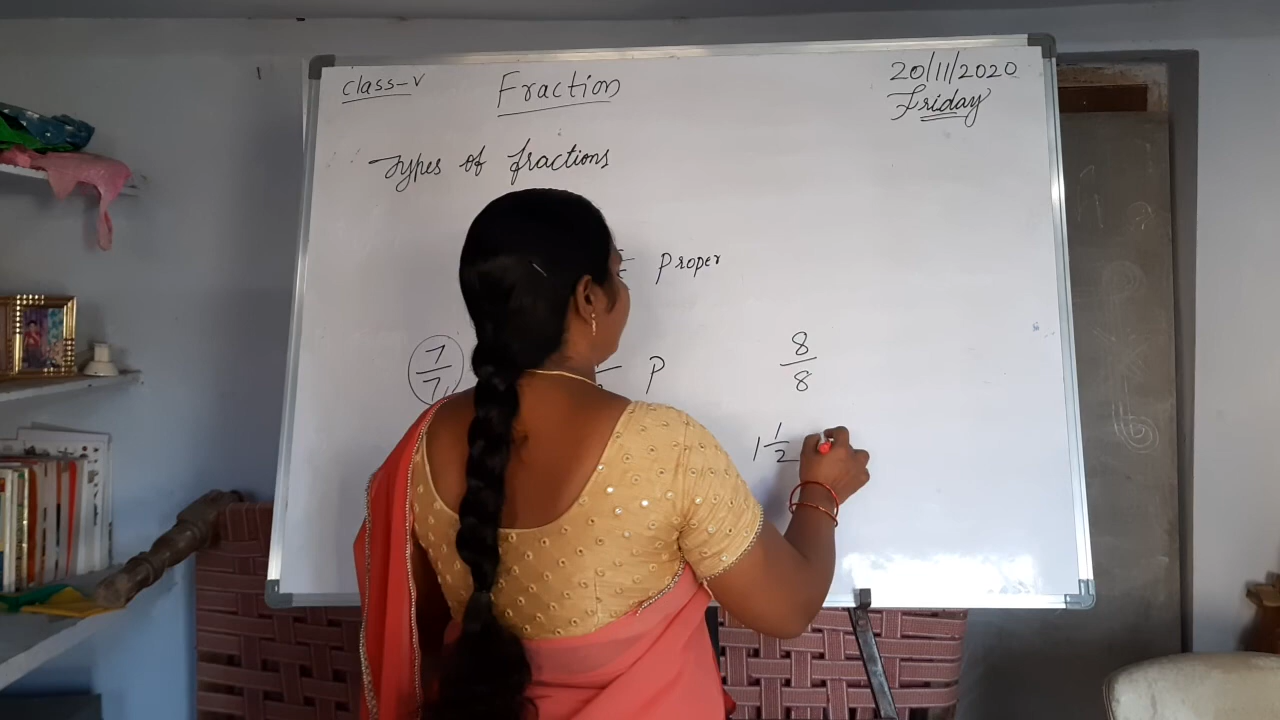 Class-V Fraction 20/11/2020
Friday
Types of fractions
Proper
7/7 P 8/8
1 1/2